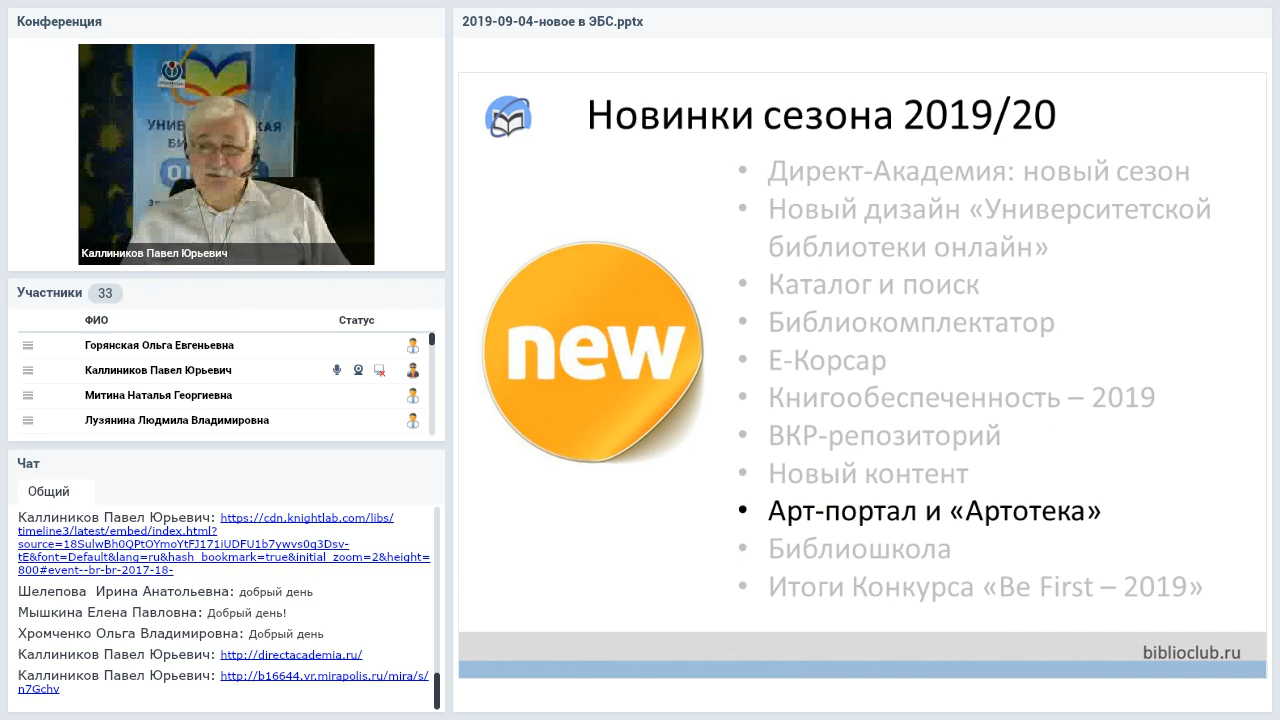 Конференция
УНИВ
КАЯ
БИ
Каллиников Павел Юрьевич
Участники 33
ФИО Статус
Горянская Ольга Евгеньевна
Каллиников Павел Юрьевич
Митина Наталья Георгиевна
Лузянина Людмила Владимировна
Чат
Общий
Каллиников Павел Юрьевич: https://cdn.knightlab.com/libs/
timeline3/latest/embed/index.html?
source=18SulwBh0QPtOYmoYtFJ171iUDFU1b7vwvs0q3Dsv-
tE&font=Default&lang=ru&hash_bookmark=true&initial_zoom=2&height=
800#event--br-br-2017-18-
Шелепова Ирина Анатольевна: добрый день
Мышкина Елена Павловна: Добрый день!
Хромченко Ольга Владимировна: Добрый день
Каллиников Павел Юрьевич: http://directacademia.ru/
Каллиников Павел Юрьевич: http://b16644.vr.mirapolis.ru/mira/s/
n7Gchv
2019-09-04-новое в ЭБС.pptx
Новинки сезона 2019/20
new
• Директ-Академия: новый сезон
• Новый дизайн «Университетской
библиотеки онлайн»
• Каталог и поиск
• Библиокомплектатор
• Е-Корсар
• Книгообеспеченность – 2019
• ВКР-репозиторий
• Новый контент
• Арт-портал и «Артотека»
• Библиошкола
• Итоги Конкурса «Be First – 2019»
biblioclub.ru